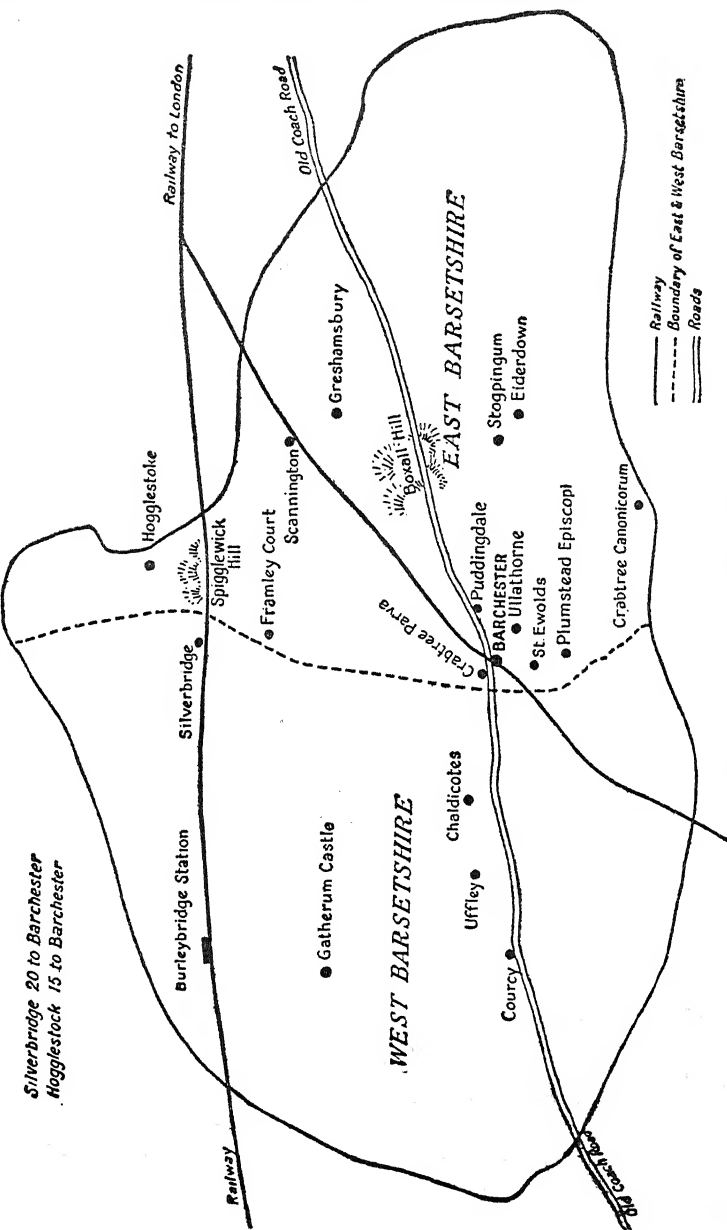 Silverbridge 20 to Barchester
Hogglestock 15 to Barchester
Railway to London
Old Coach Road
Hogglestoke
Spigglewick
Hill
Silverbridge
Burleybridge Station
Railway
Framley Court
Scannington
Greshamsbury
Gatherum Castle
Boxall Hill
EAST BARSETSHIRE
WEST BARSETSHIRE
Stogpingum
Eiderdown
Crabtree Parva
Puddingdale
BARCHESTER
Ullathorne
St. Ewolds
Plumstead Episcopi
Crabtree Canonicorum
Chaldicotes
Uffley
Courcy
Old Coach Road
Railway
Boundary of East & West Barsetshire
Roads